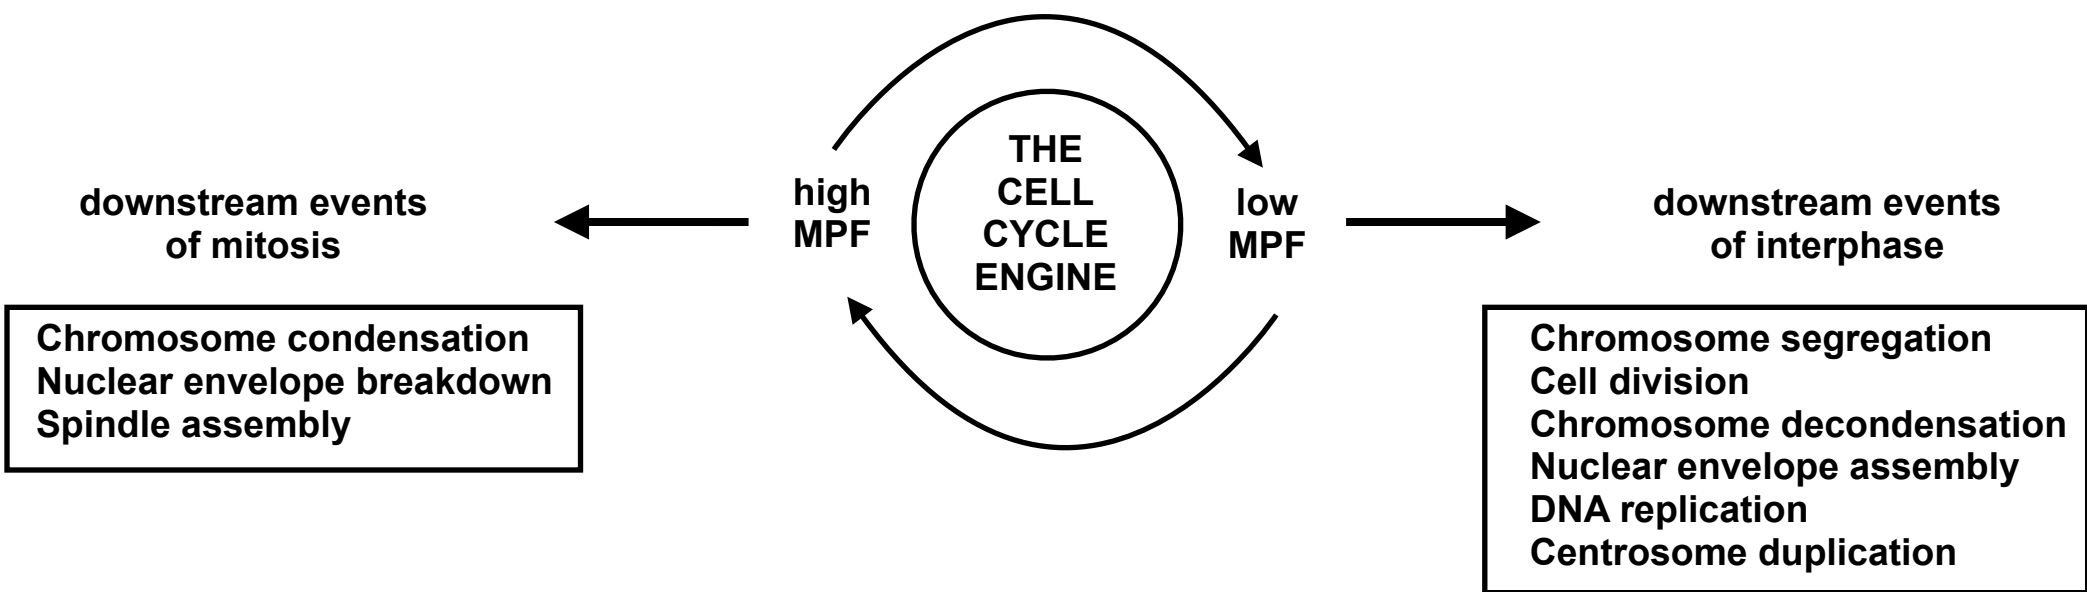 downstream events
of mitosis
Chromosome condensation
Nuclear envelope breakdown
Spindle assembly
high
MPF
THE
CELL
CYCLE
ENGINE
low
MPF
downstream events
of interphase
Chromosome segregation
Cell division
Chromosome decondensation
Nuclear envelope assembly
DNA replication
Centrosome duplication